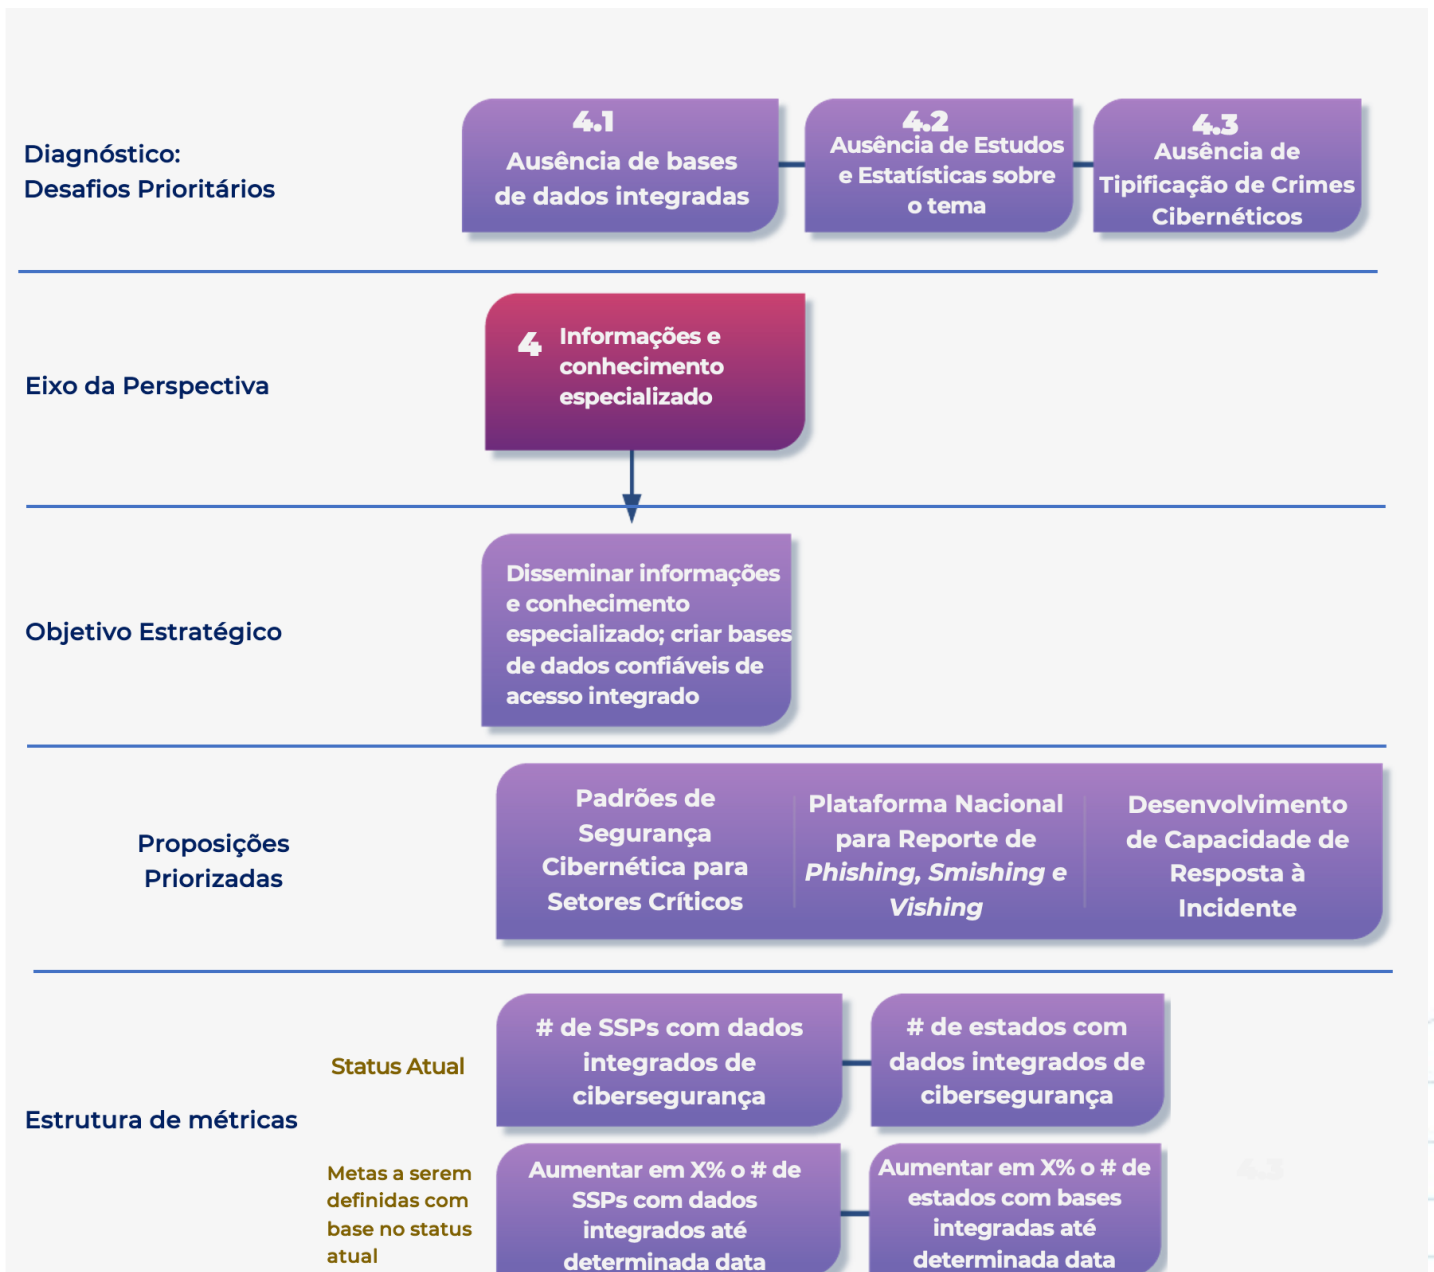 Diagnóstico:
Desafios Prioritários
4.1
Ausência de bases
de dados integradas
4.2
Ausência de Estudos
e Estatísticas sobre
o tema
4.3
Ausência de
Tipificação de Crimes
Cibernéticos
Eixo da Perspectiva
4
Informações e
conhecimento
especializado
Objetivo Estratégico
Disseminar informações
e conhecimento
especializado; criar bases
de dados confiáveis de
acesso integrado
Proposições
Priorizadas
Padrões de
Segurança
Cibernética para
Setores Críticos
Plataforma Nacional
para Reporte de
Phishing, Smishing e
Vishing
Desenvolvimento
de Capacidade de
Resposta à
Incidente
Estrutura de métricas
Status Atual
# de SSPs com dados
integrados de
cibersegurança
# de estados com
dados integrados de
cibersegurança
Metas a serem
definidas com
base no status
atual
Aumentar em X% o # de
SSPs com dados
integrados até
determinada data
Aumentar em X% o # de
estados com bases
integradas até
determinada data
4.3